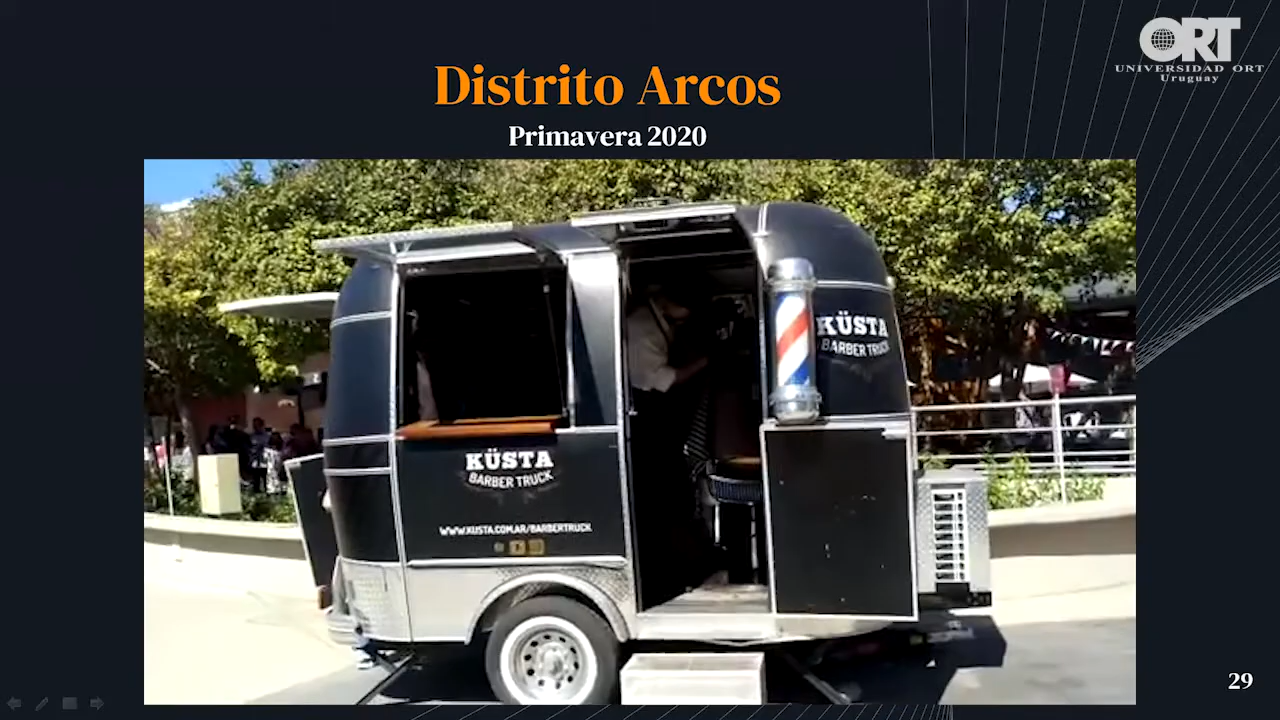 ORT
UNIVERSIDAD ORT
Uruguay
Distrito Arcos
Primavera 2020
KÜSTA
BARBER TRUCK
KÜSTA
BARBER TRUCK
WWW.KUSTA.COM.AR/BARBERTRUCK
29